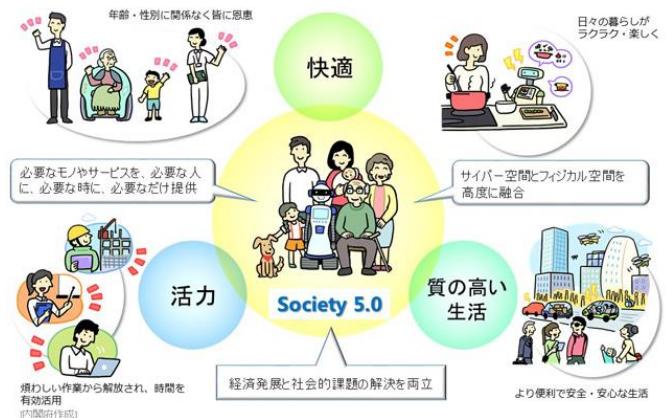 年齢・性別に関係なく皆に恩恵
日々の暮らしが
ラクラク・楽しく
快適
必要なモノやサービスを、必要な人
に、必要な時に、必要なだけ提供
サイバー空間とフィジカル空間を
高度に融合
活力
Society 5.0
質の高い
生活
経済発展と社会的課題の解決を両立
煩わしい作業から解放され、時間を
有効活用
[内閣府作成]
より便利で安全・安心な生活